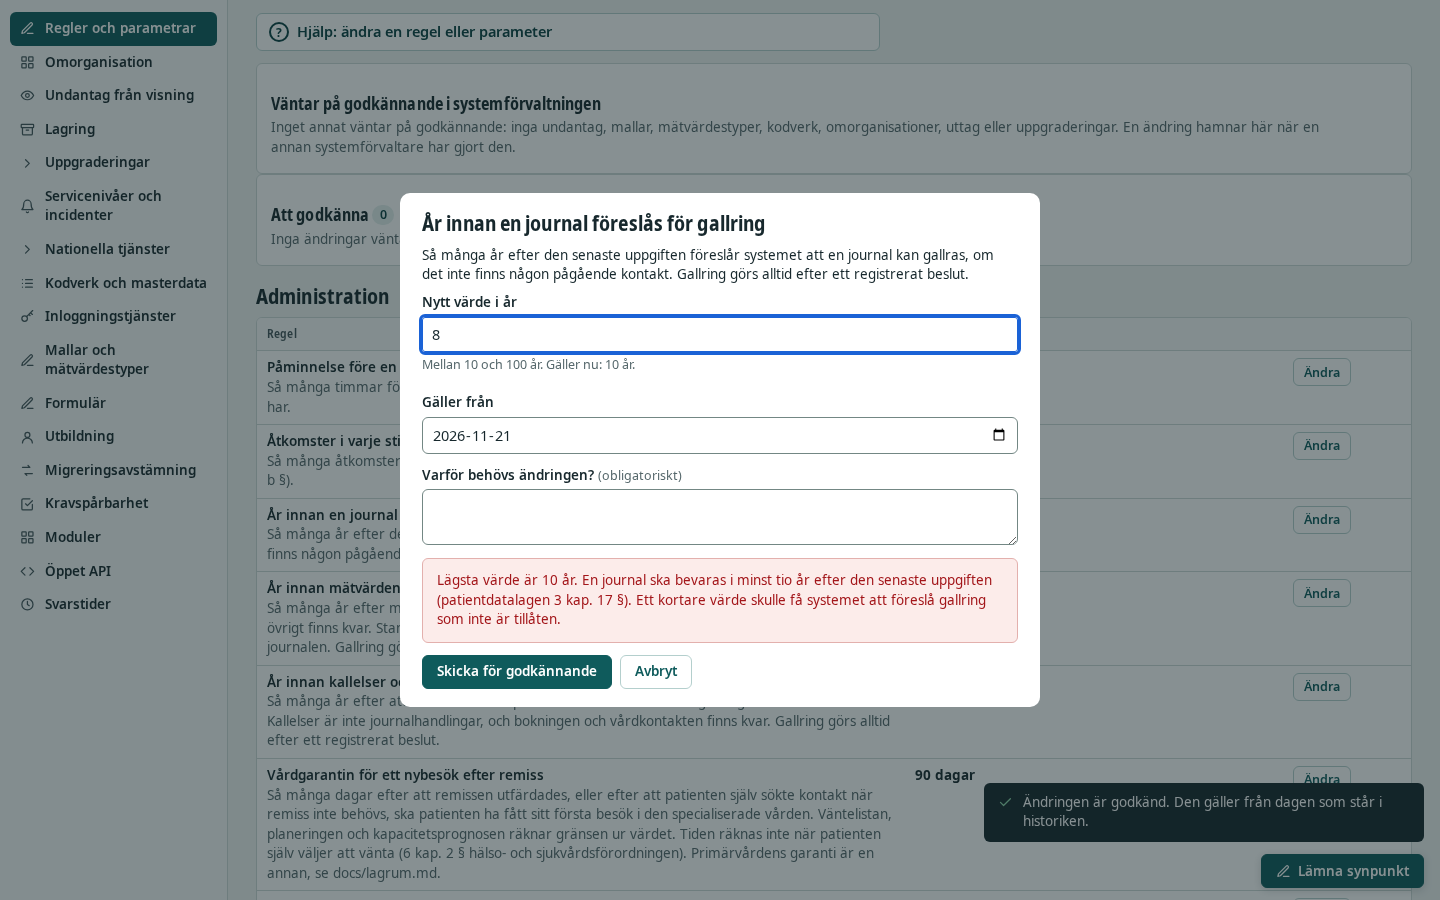 Regler och parametrar
Omorganisation
Undantag från visning
Lagring
Uppgraderingar
Servicenivåer och
incidenter
Nationella tjänster
Kodverk och masterdata
Inloggningstjänster
Mallar och
mätvärdestyper
Formulär
Utbildning
Migreringsavstämning
Kravspårbarhet
Moduler
Öppet API
Svarstider
? Hjälp: ändra en regel eller parameter
Väntar på godkännande i systemförvaltningen
Inget annat väntar på godkännande: inga undantag, mallar, mätvärdestyper, kodverk, omorganisationer, uttag eller uppgraderingar. En ändring hamnar här när en
annan systemförvaltare har gjort den.
Att godkänna 0
Inga ändringar vänt
Administration
Regel
Påminnelse före en
Så många timmar fö
har.
Ändra
Åtkomster i varje sti
Så många åtkomster
b §).
Ändra
År innan en journal
Så många år efter de
finns någon pågående
Ändra
År innan mätvärden
Så många år efter m
övrigt finns kvar. Star
journalen. Gallring gö
Ändra
År innan kallelser oc
Så många år efter at
Kallelser är inte journalhandlingar, och bokningen och vårdkontakten finns kvar. Gallring görs alltid
efter ett registrerat beslut.
Ändra
Vårdgarantin för ett nybesök efter remiss
Så många dagar efter att remissen utfärdades, eller efter att patienten själv sökte kontakt när
remiss inte behövs, ska patienten ha fått sitt första besök i den specialiserade vården. Väntelistan,
planeringen och kapacitetsprognosen räknar gränsen ur värdet. Tiden räknas inte när patienten
själv väljer att vänta (6 kap. 2 § hälso- och sjukvårdsförordningen). Primärvårdens garanti är en
annan, se docs/lagrum.md.
90 dagar
Ändra
År innan en journal föreslås för gallring
Så många år efter den senaste uppgiften föreslår systemet att en journal kan gallras, om
det inte finns någon pågående kontakt. Gallring görs alltid efter ett registrerat beslut.
Nytt värde i år
8
Mellan 10 och 100 år. Gäller nu: 10 år.
Gäller från
2026-11-21
Varför behövs ändringen? (obligatoriskt)
Lägsta värde är 10 år. En journal ska bevaras i minst tio år efter den senaste uppgiften
(patientdatalagen 3 kap. 17 §). Ett kortare värde skulle få systemet att föreslå gallring
som inte är tillåten.
Skicka för godkännande
Avbryt
Ändringen är godkänd. Den gäller från dagen som står i
historiken.
Lämna synpunkt